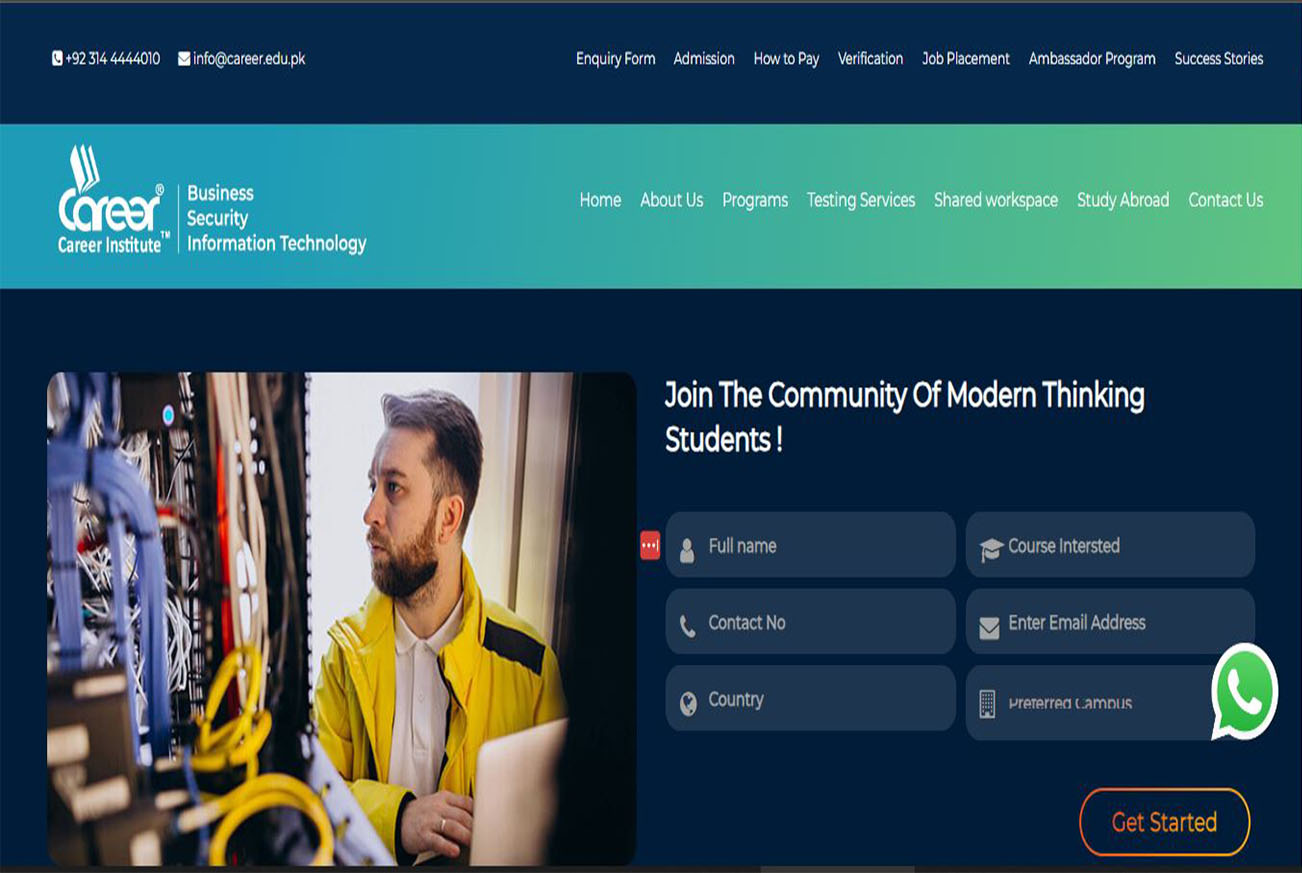 +92 314 4444010 info@career.edu.pk Enquiry Form Admission How to Pay Verification Job Placement Ambassador Program Success Stories
Career®
Career Institute™
Business
Security
Information Technology
Home About Us Programs Testing Services Shared workspace Study Abroad Contact Us
Join The Community Of Modern Thinking
Students !
Full name Course Intersted
Contact No Enter Email Address
Country Preferred Campus
Get Started